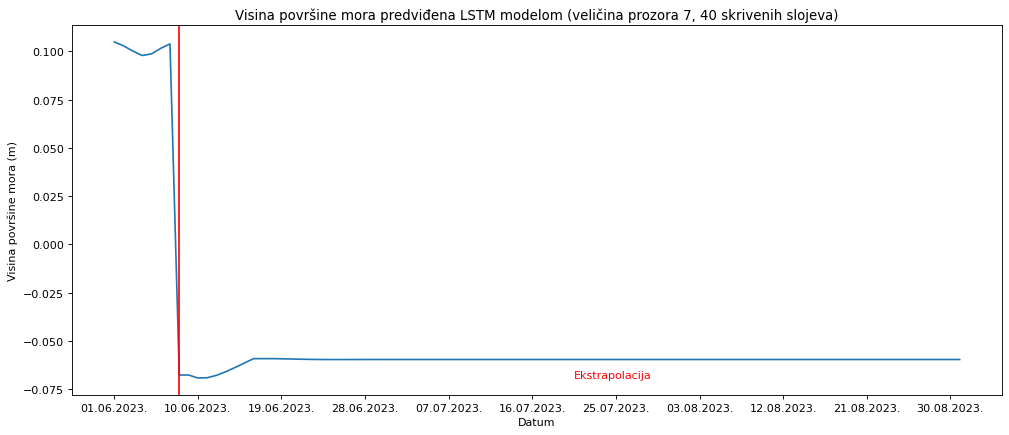 Visina površine mora predviđena LSTM modelom (veličina prozora 7, 40 skrivenih slojeva)
Visina površine mora (m)
0.100
0.075
0.050
0.025
0.000
−0.025
−0.050
−0.075
Ekstrapolacija
01.06.2023. 10.06.2023. 19.06.2023. 28.06.2023. 07.07.2023. 16.07.2023. 25.07.2023. 03.08.2023. 12.08.2023. 21.08.2023. 30.08.2023.
Datum